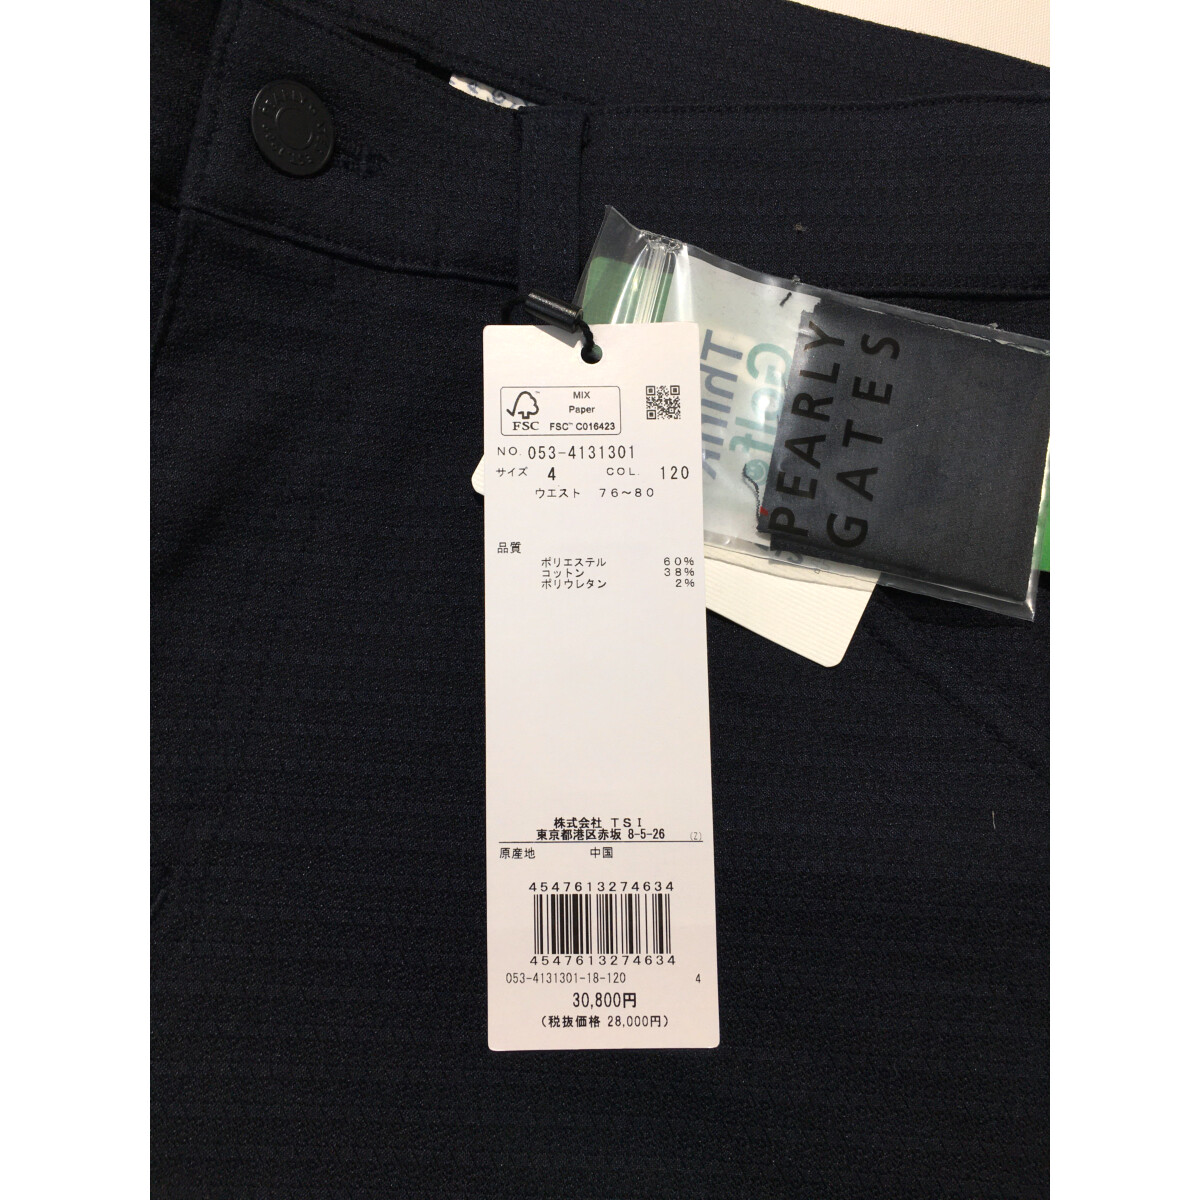 PEARLY
GATES
Think
MIX
Paper
FSC™ C016423
FSC
NO. 053-4131301
サイズ 4 COL. 120
ウエスト 76～80
品質
ポリエステル 60%
コットン 38%
ポリウレタン 2%
株式会社 TSI
東京都港区赤坂 8-5-26 (Z)
原産地 中国
4547613274634
4547613274634
053-4131301-18-120 4
30,800円
(税抜価格 28,000円)